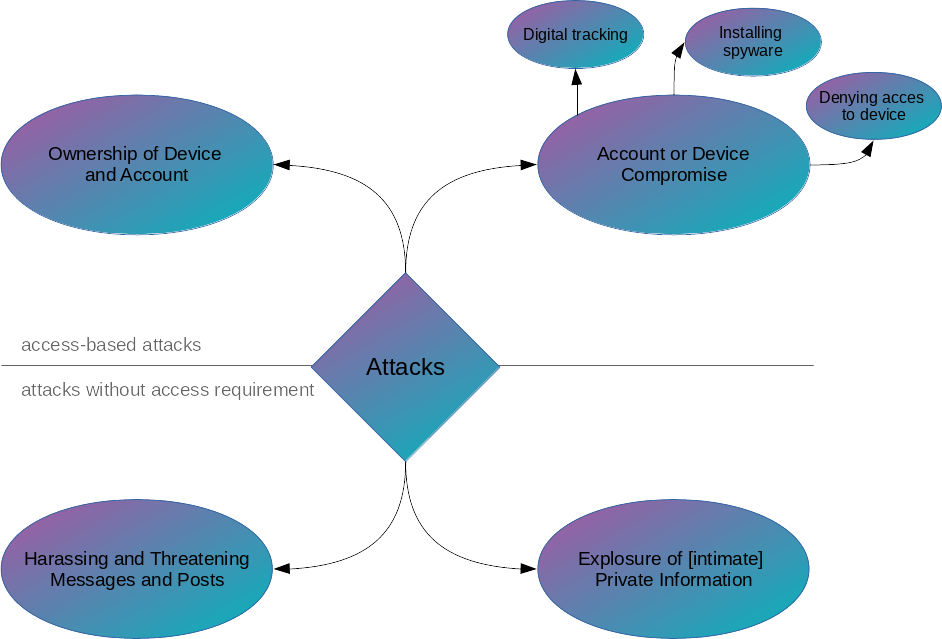 Digital tracking
Installing
spyware
Denying acces
to device
Ownership of Device
and Account
Account or Device
Compromise
access-based attacks
Attacks
attacks without access requirement
Harassing and Threatening
Messages and Posts
Explosure of [intimate]
Private Information